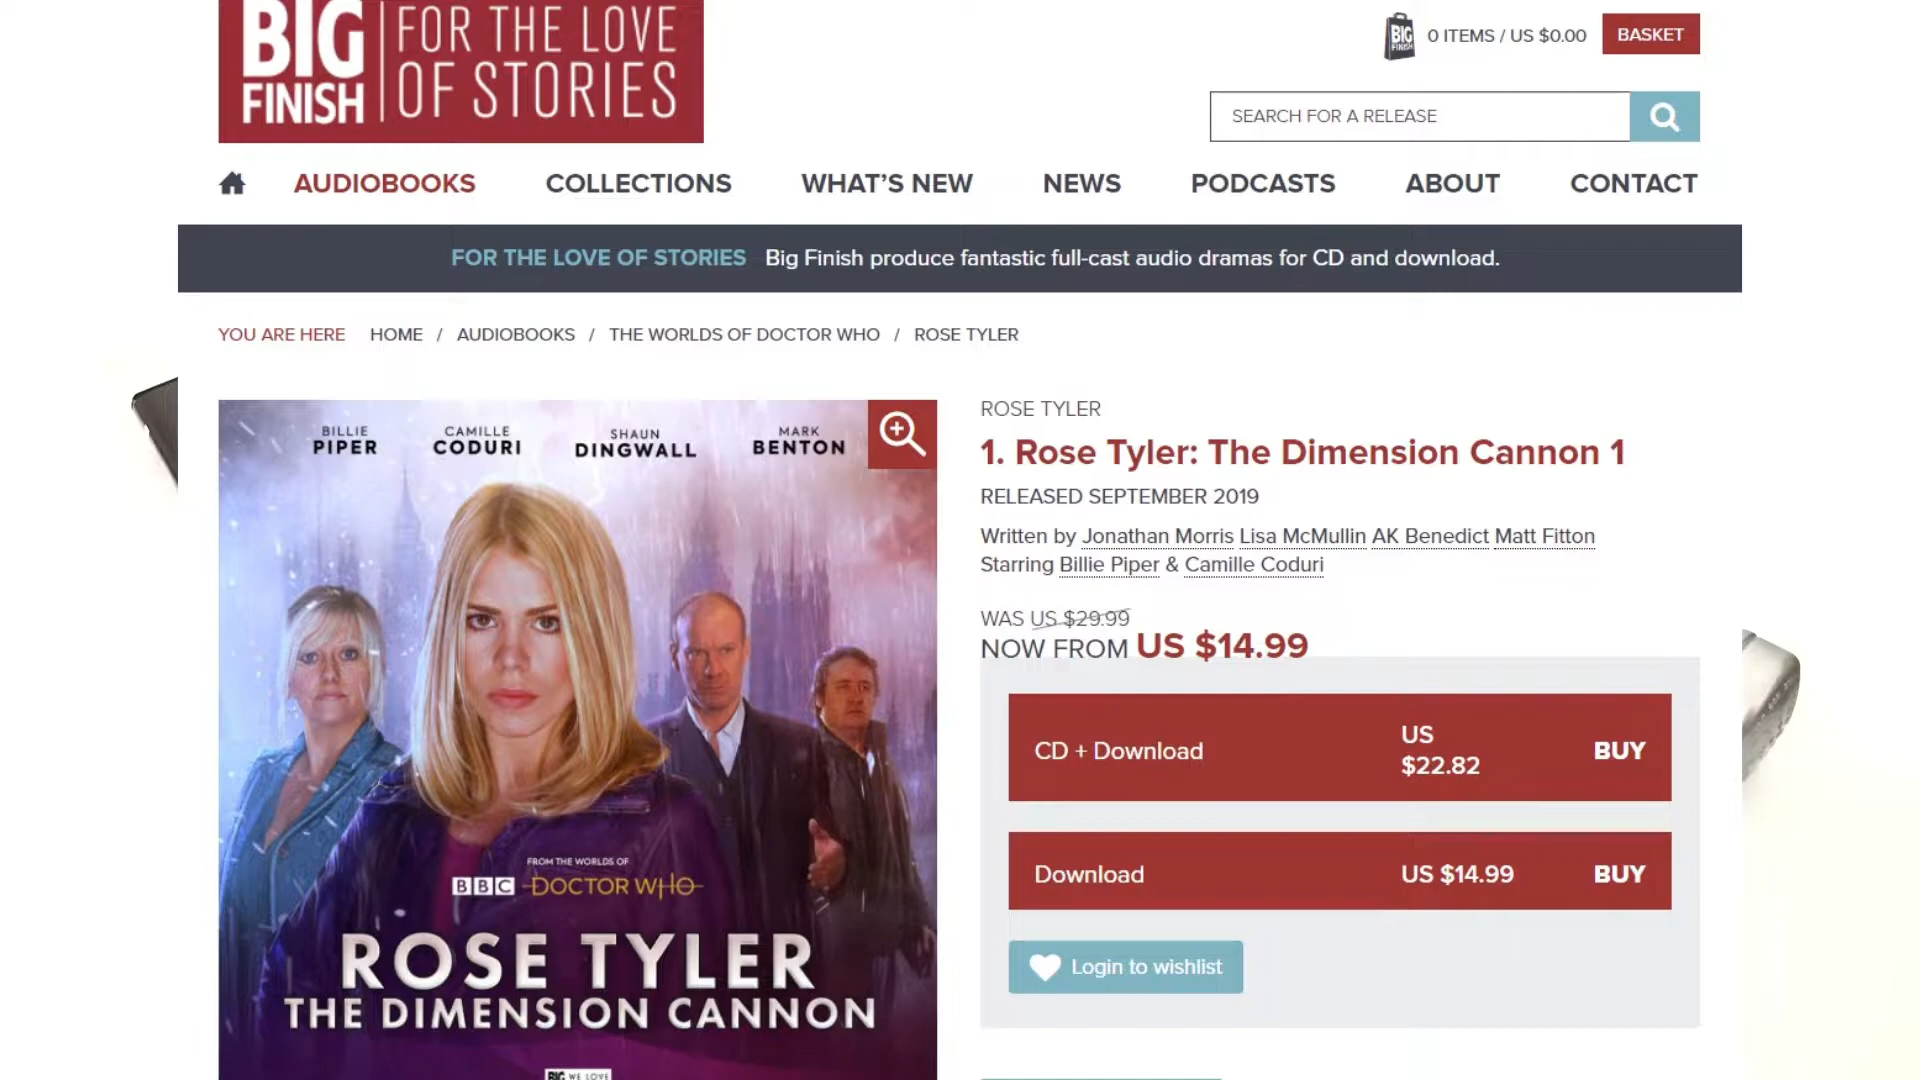 BIG
FINISH
FOR THE LOVE
OF STORIES
BIG
FINISH
0 ITEMS / US $0.00
BASKET
SEARCH FOR A RELEASE
AUDIOBOOKS
COLLECTIONS
WHAT'S NEW
NEWS
PODCASTS
ABOUT
CONTACT
FOR THE LOVE OF STORIES Big Finish produce fantastic full-cast audio dramas for CD and download.
YOU ARE HERE HOME / AUDIOBOOKS / THE WORLDS OF DOCTOR WHO / ROSE TYLER
BILLIE
PIPER
CAMILLE
CODURI
SHAUN
DINGWALL
MARK
BENTON
FROM THE WORLDS OF
BBC DOCTOR WHO
ROSE TYLER
THE DIMENSION CANNON
BIG WE LOVE
ROSE TYLER
1. Rose Tyler: The Dimension Cannon 1
RELEASED SEPTEMBER 2019
Written by Jonathan Morris Lisa McMullin AK Benedict Matt Fitton
Starring Billie Piper & Camille Coduri
WAS US $29.99
NOW FROM US $14.99
CD + Download
US
$22.82
BUY
Download
US $14.99
BUY
Login to wishlist